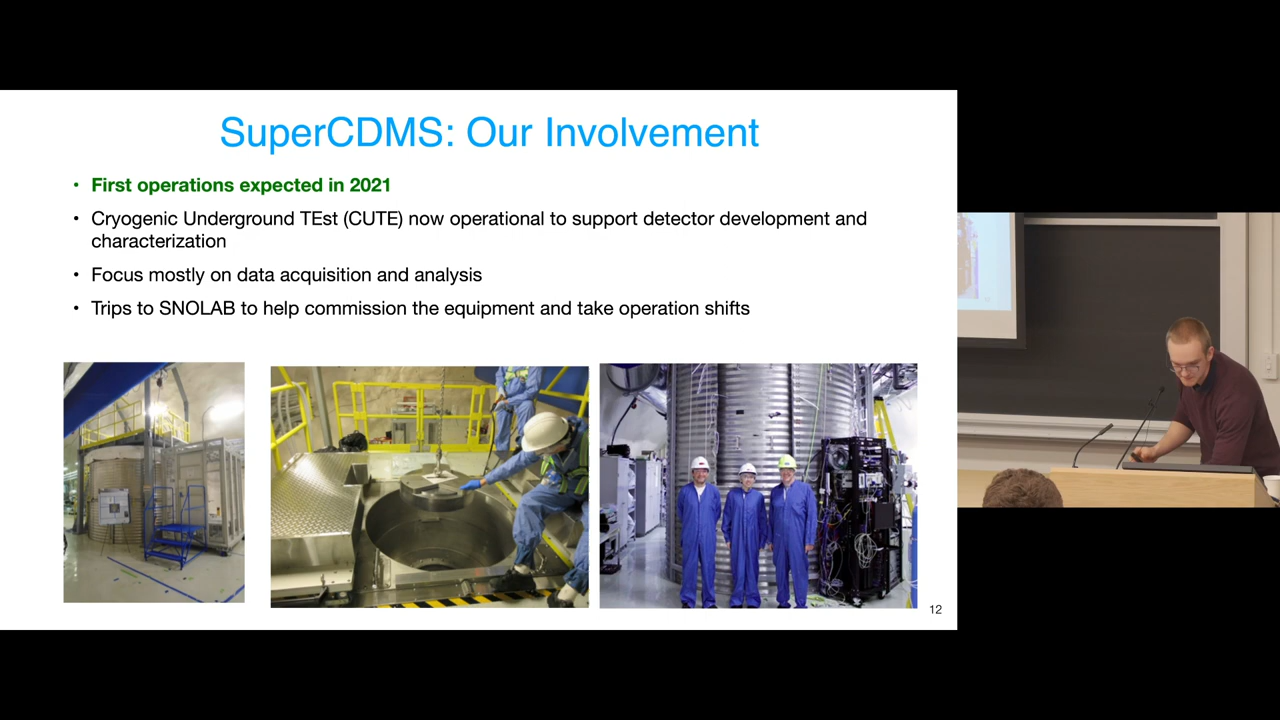 SuperCDMS: Our Involvement
• First operations expected in 2021
• Cryogenic Underground TEst (CUTE) now operational to support detector development and
characterization
• Focus mostly on data acquisition and analysis
• Trips to SNOLAB to help commission the equipment and take operation shifts
12